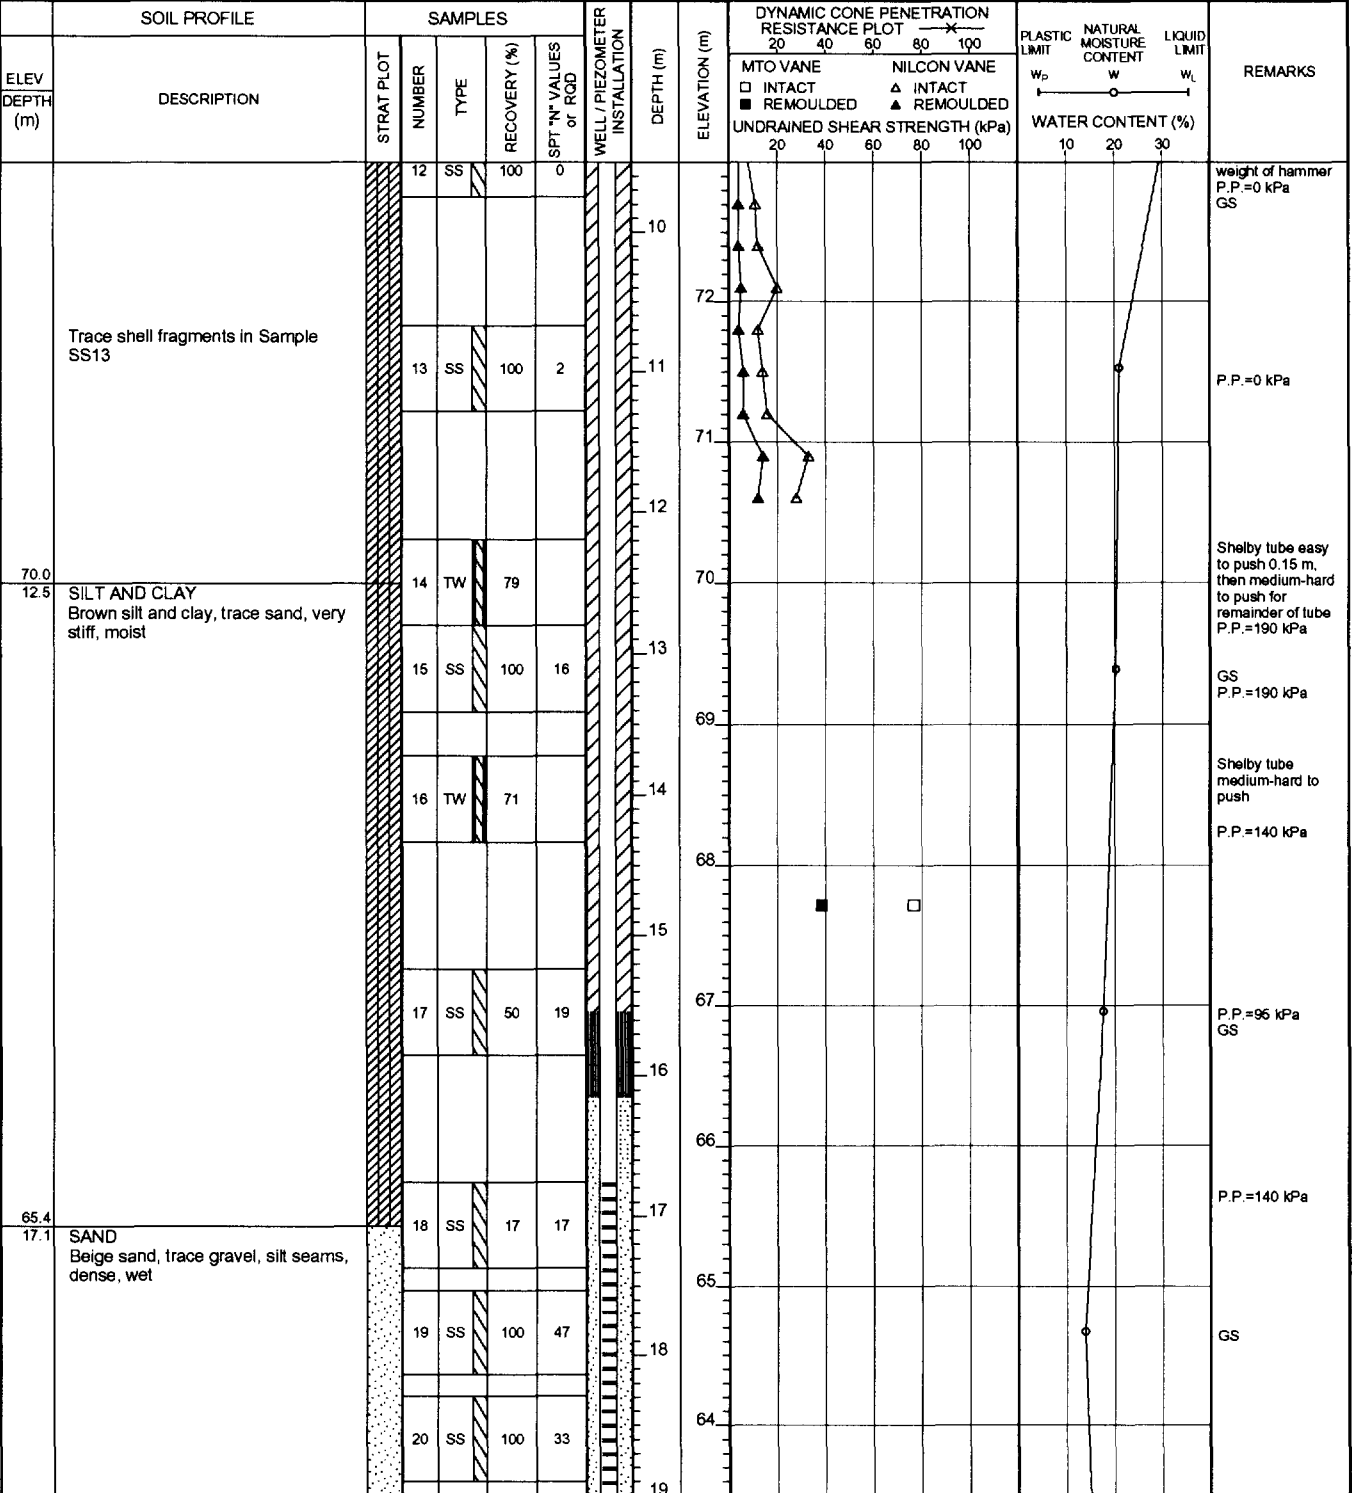 SOIL PROFILE
SAMPLES
ELEV
DEPTH
(m)
DESCRIPTION
STRAT PLOT
NUMBER
TYPE
RECOVERY (%)
SPT "N" VALUES
or RQD
WELL / PIEZOMETER
INSTALLATION
DEPTH (m)
ELEVATION (m)
DYNAMIC CONE PENETRATION
RESISTANCE PLOT
20 40 60 80 100
MTO VANE NILCON VANE
INTACT INTACT
REMOULDED REMOULDED
UNDRAINED SHEAR STRENGTH (kPa)
20 40 60 80 100
PLASTIC LIMIT
NATURAL MOISTURE CONTENT
LIQUID LIMIT
WP W WL
WATER CONTENT (%)
10 20 30
REMARKS
12 SS 100 0
weight of hammer
P.P.=0 kPa
GS
10
72
Trace shell fragments in Sample
SS13
13 SS 100 2
11
P.P.=0 kPa
71
12
70.0
12.5
SILT AND CLAY
Brown silt and clay, trace sand, very
stiff, moist
14 TW 79
70
Shelby tube easy
to push 0.15 m,
then medium-hard
to push for
remainder of tube
P.P.=190 kPa
13
15 SS 100 16
GS
P.P.=190 kPa
69
16 TW 71
14
Shelby tube
medium-hard to
push
P.P.=140 kPa
68
15
17 SS 50 19
67
P.P.=95 kPa
GS
16
66
P.P.=140 kPa
17
65.4
17.1
SAND
Beige sand, trace gravel, silt seams,
dense, wet
18 SS 17 17
65
19 SS 100 47
18
GS
64
20 SS 100 33
19